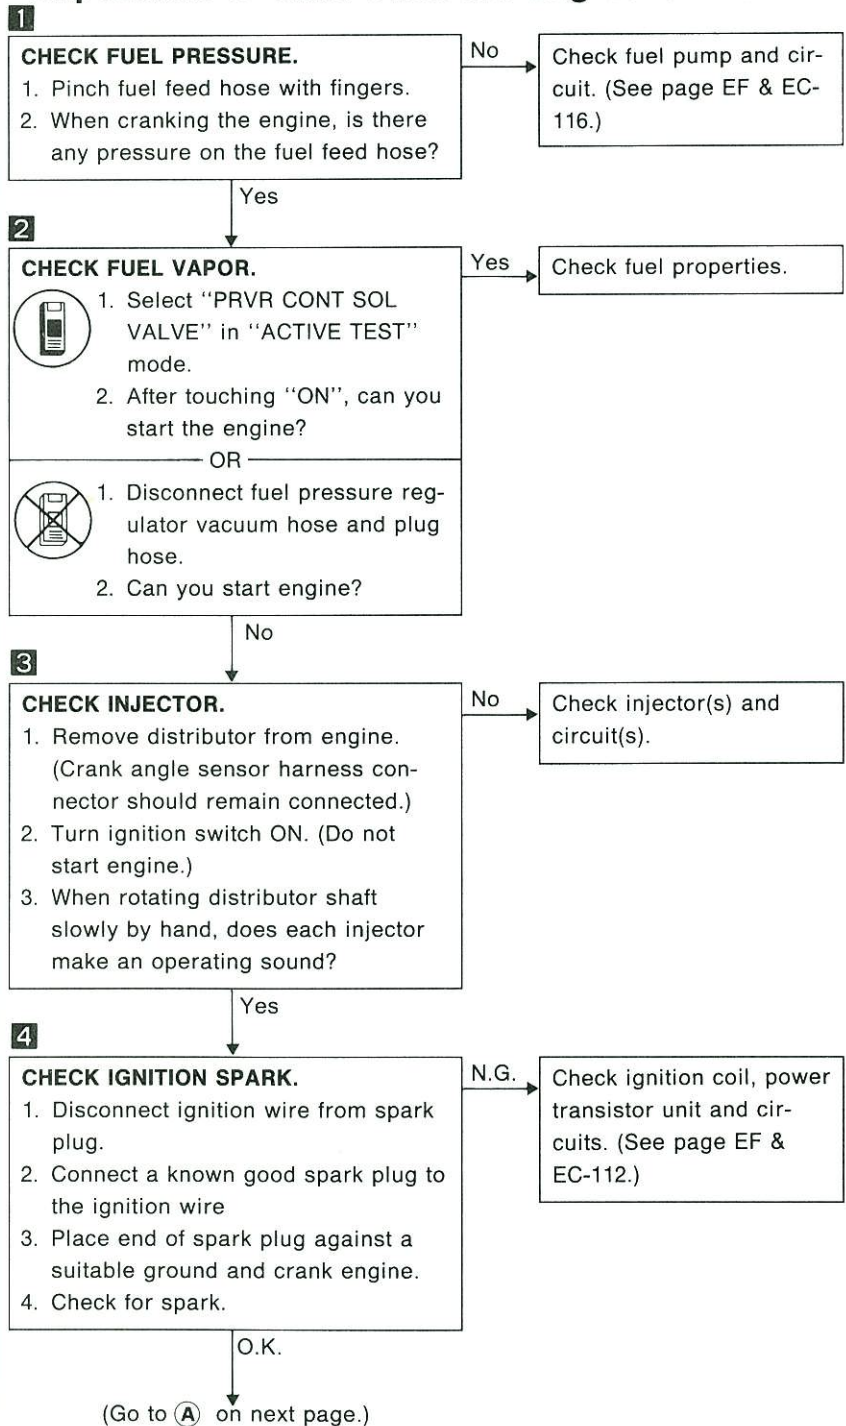 1
CHECK FUEL PRESSURE.
1. Pinch fuel feed hose with fingers.
2. When cranking the engine, is there
any pressure on the fuel feed hose?
No
Check fuel pump and cir-
cuit. (See page EF & EC-
116.)
Yes
2
CHECK FUEL VAPOR.
1. Select "PRVR CONT SOL
VALVE" in "ACTIVE TEST"
mode.
2. After touching "ON", can you
start the engine?
OR
1. Disconnect fuel pressure reg-
ulator vacuum hose and plug
hose.
2. Can you start engine?
Yes
Check fuel properties.
No
3
CHECK INJECTOR.
1. Remove distributor from engine.
(Crank angle sensor harness con-
nector should remain connected.)
2. Turn ignition switch ON. (Do not
start engine.)
3. When rotating distributor shaft
slowly by hand, does each injector
make an operating sound?
No
Check injector(s) and
circuit(s).
Yes
4
CHECK IGNITION SPARK.
1. Disconnect ignition wire from spark
plug.
2. Connect a known good spark plug to
the ignition wire
3. Place end of spark plug against a
suitable ground and crank engine.
4. Check for spark.
N.G.
Check ignition coil, power
transistor unit and cir-
cuits. (See page EF &
EC-112.)
O.K.
(Go to A on next page.)